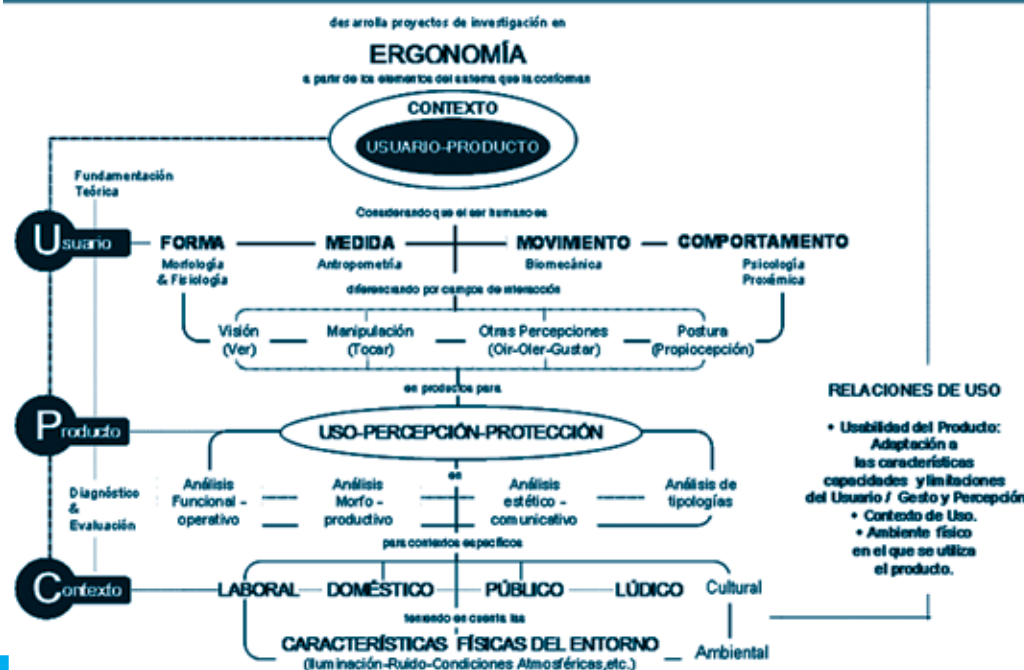 desarrolla proyectos de investigación en
ERGONOMÍA
a partir de los elementos del sistema que la conforman
CONTEXTO
USUARIO-PRODUCTO
Fundamentación
Teórica
Considerando que el ser humano es
Usuario
FORMA
Morfología
& Fisiología
MEDIDA
Antropometría
MOVIMIENTO
Biomecánica
COMPORTAMIENTO
Psicología
Proxémica
diferenciando por campos de interacción
Visión
(Ver)
Manipulación
(Tocar)
Otras Percepciones
(Oir-Oler-Gustar)
Postura
(Propiocepción)
en productos para
Producto
USO-PERCEPCIÓN-PROTECCIÓN
en
Análisis
Funcional -
operativo
Análisis
Morfo -
productivo
Análisis
estético -
comunicativo
Análisis de
tipologías
Diagnóstico
&
Evaluación
para contextos específicos
Contexto
LABORAL
DOMÉSTICO
PÚBLICO
LÚDICO
Cultural
teniendo en cuenta las
CARACTERÍSTICAS FÍSICAS DEL ENTORNO
(Iluminación-Ruido-Condiciones Atmosféricas,etc.)
Ambiental
RELACIONES DE USO
• Usabilidad del Producto:
Adaptación a
las características
capacidades y limitaciones
del Usuario / Gesto y Percepción
• Contexto de Uso.
• Ambiente físico
en el que se utiliza
el producto.